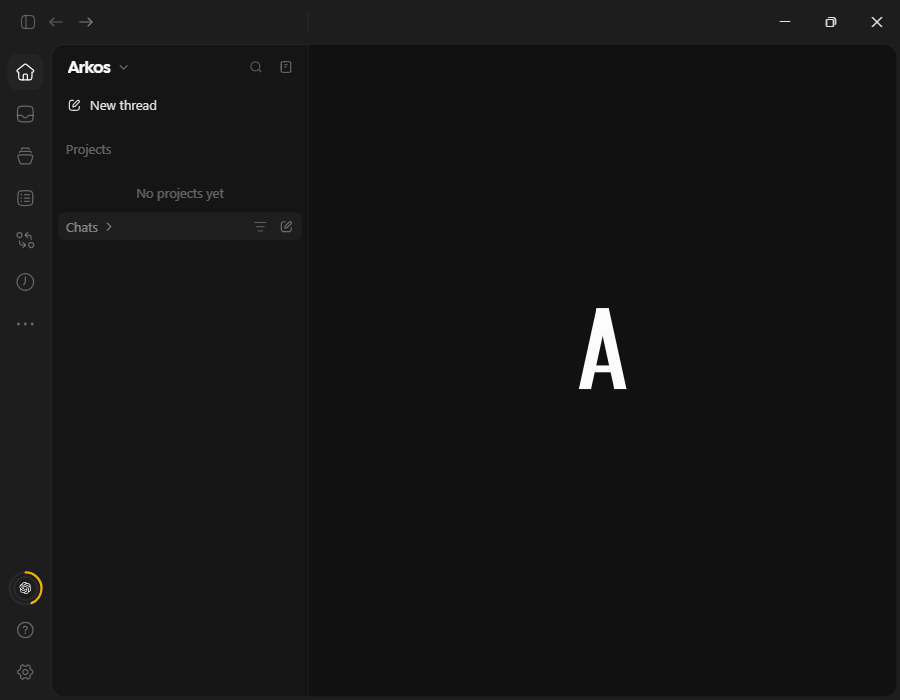 Arkos
New thread
Projects
No projects yet
Chats
A